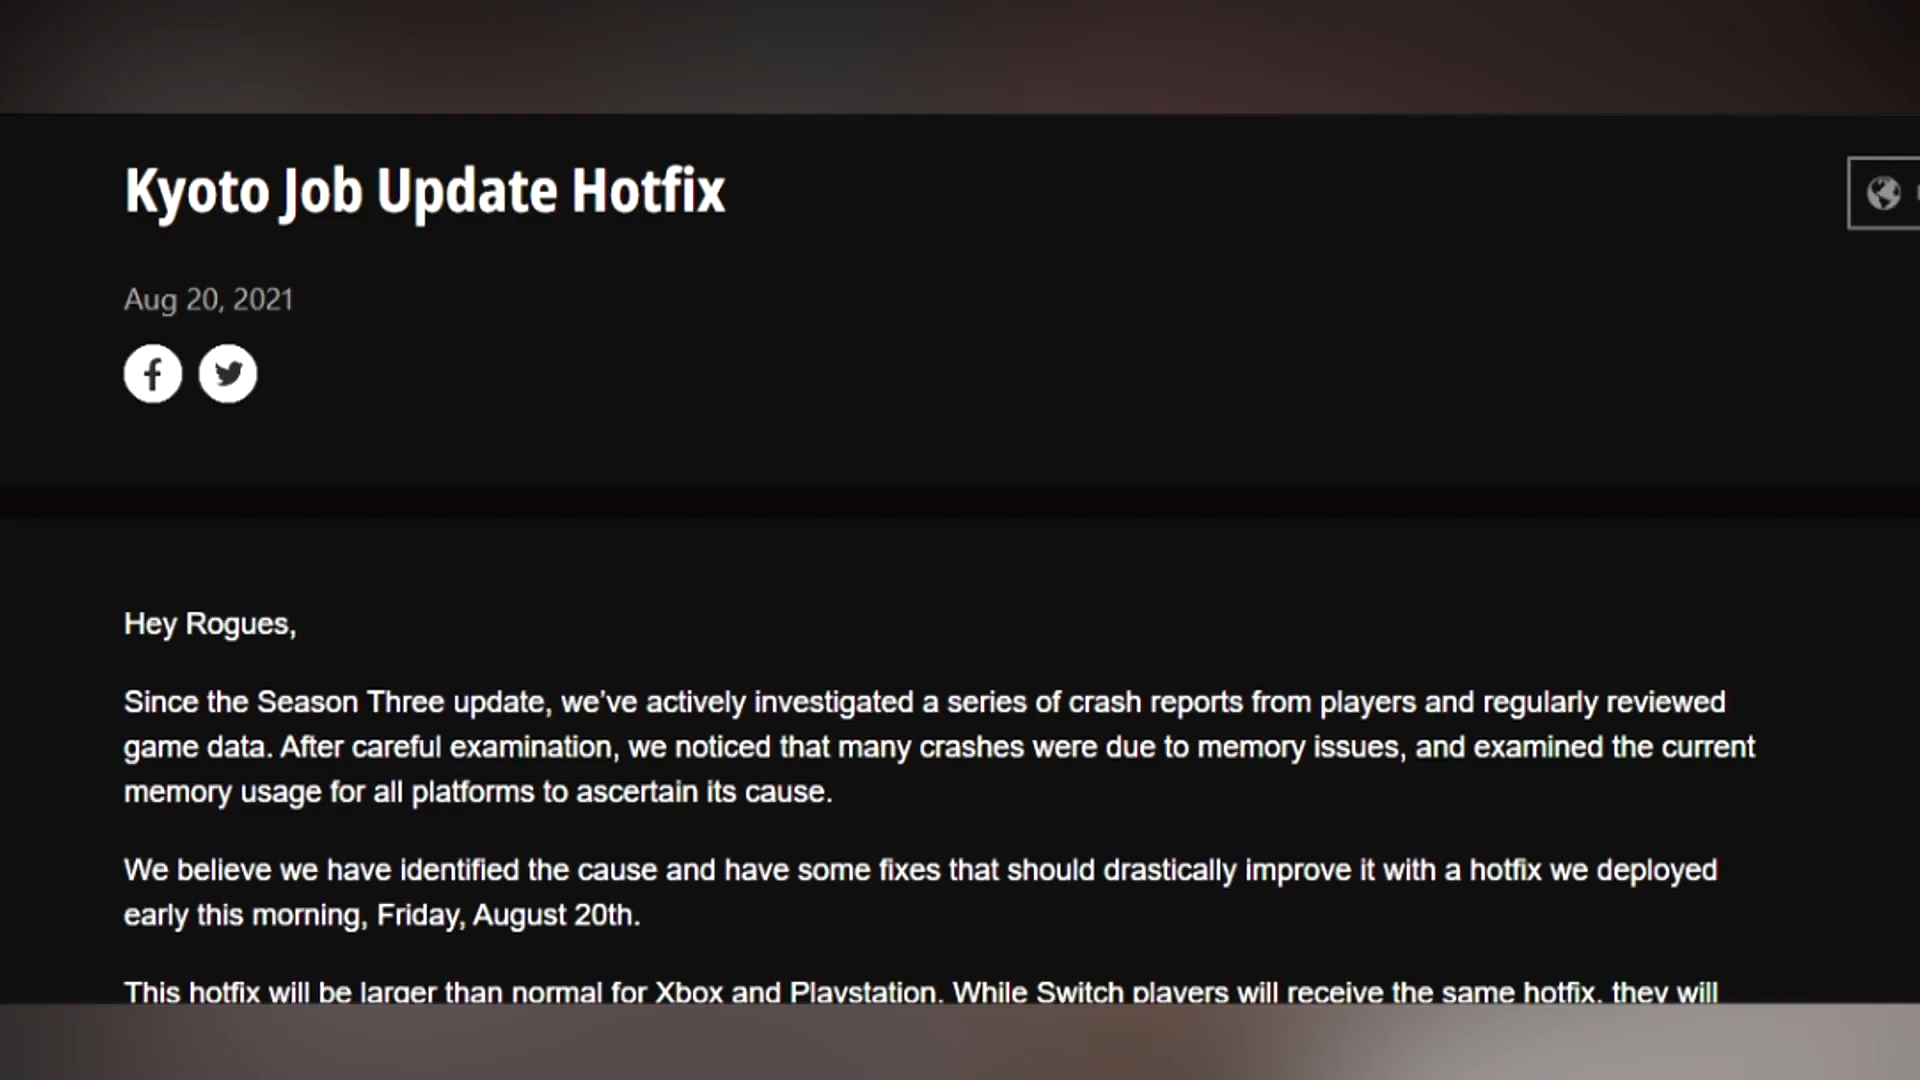 Kyoto Job Update Hotfix
Aug 20, 2021
Hey Rogues,
Since the Season Three update, we’ve actively investigated a series of crash reports from players and regularly reviewed
game data. After careful examination, we noticed that many crashes were due to memory issues, and examined the current
memory usage for all platforms to ascertain its cause.
We believe we have identified the cause and have some fixes that should drastically improve it with a hotfix we deployed
early this morning, Friday, August 20th.
This hotfix will be larger than normal for Xbox and Playstation. While Switch players will receive the same hotfix, they will